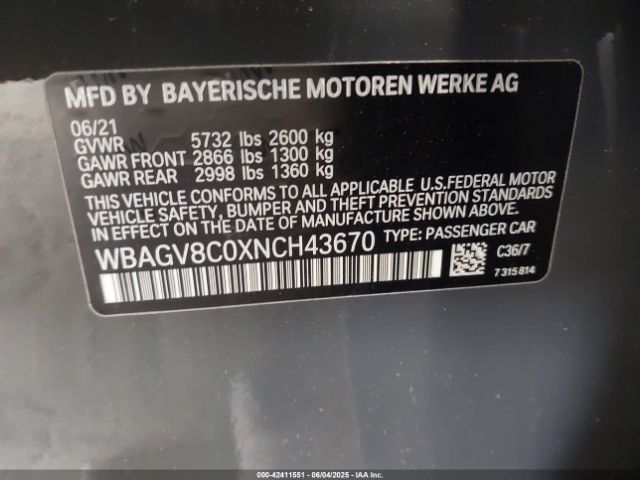 MFD BY BAYERISCHE MOTOREN WERKE AG
06/21
GVWR 5732 lbs 2600 kg
GAWR FRONT 2866 lbs 1300 kg
GAWR REAR 2998 lbs 1360 kg
THIS VEHICLE CONFORMS TO ALL APPLICABLE U.S.FEDERAL MOTOR
VEHICLE SAFETY, BUMPER AND THEFT PREVENTION STANDARDS
IN EFFECT ON THE DATE OF MANUFACTURE SHOWN ABOVE.
WBAGV8C0XNCH43670 TYPE: PASSENGER CAR
C36/7
7315814
000-42411551 - 06/04/2025 - IAA Inc.